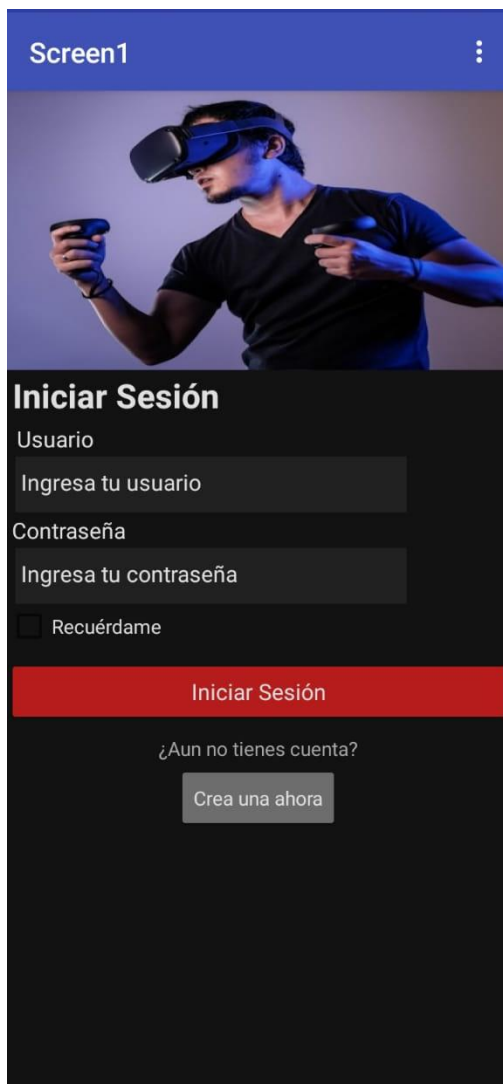 Screen1
Iniciar Sesión
Usuario
Ingresa tu usuario
Contraseña
Ingresa tu contraseña
Recuérdame
Iniciar Sesión
¿Aun no tienes cuenta?
Crea una ahora